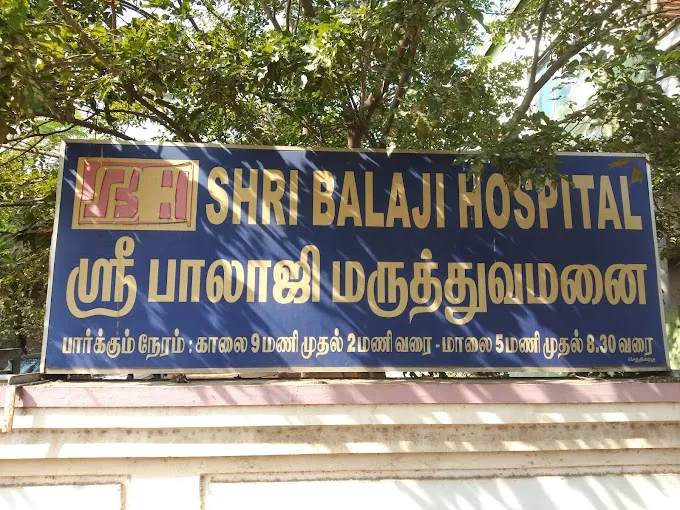 SBH SHRI BALAJI HOSPITAL
ஸ்ரீ பாலாஜி மருத்துவமனை
பார்க்கும் நேரம் : காலை 9 மணி முதல் 2 மணி வரை - மாலை 5 மணி முதல் 8.30 வரை